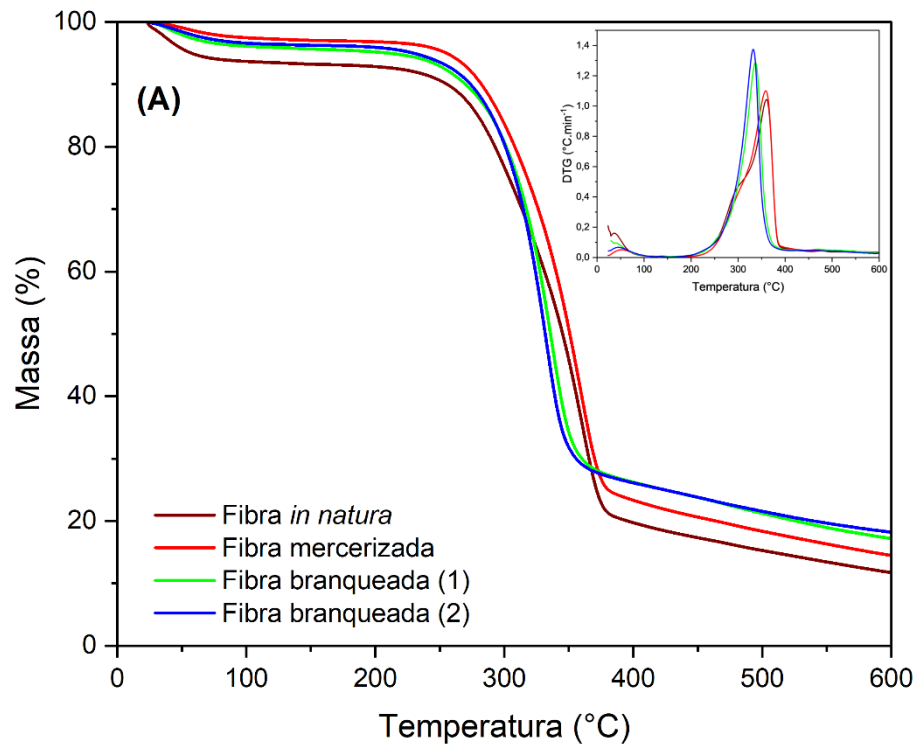 (A)
Massa (%)
100
80
60
40
20
0
0 100 200 300 400 500 600
Temperatura (°C)
Fibra in natura
Fibra mercerizada
Fibra branqueada (1)
Fibra branqueada (2)
DTG (°C.min⁻¹)
1,4
1,2
1,0
0,8
0,6
0,4
0,2
0,0
0 100 200 300 400 500 600
Temperatura (°C)